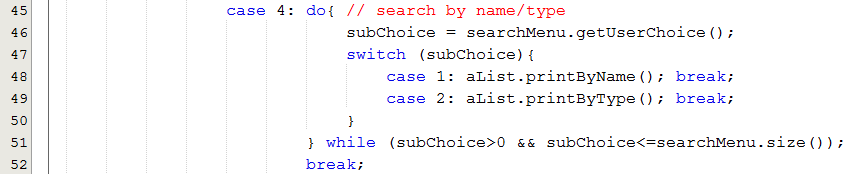 45 case 4: do{ // search by name/type
46 subChoice = searchMenu.getUserChoice();
47 switch (subChoice){
48 case 1: aList.printByName(); break;
49 case 2: aList.printByType(); break;
50 }
51 } while (subChoice>0 && subChoice<=searchMenu.size());
52 break;